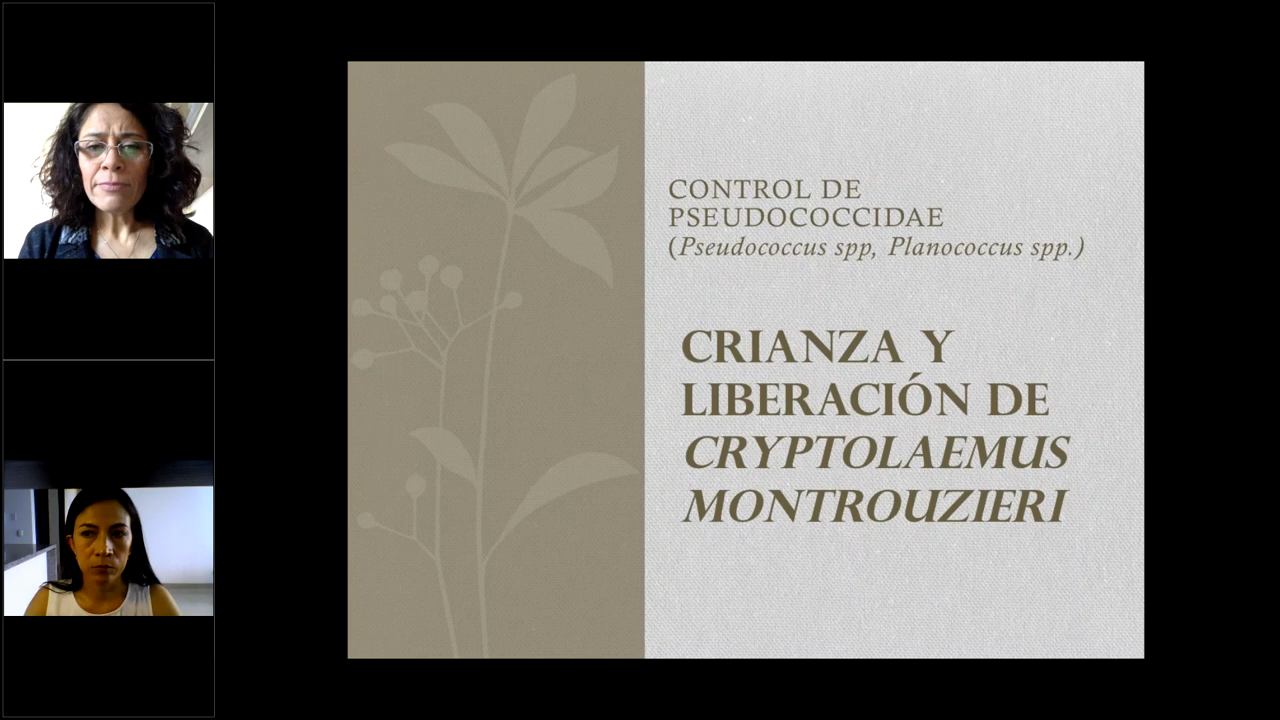 CONTROL DE
PSEUDOCOCCIDAE
(Pseudococcus spp, Planococcus spp.)
CRIANZA Y
LIBERACIÓN DE
CRYPTOLAEMUS
MONTROUZIERI